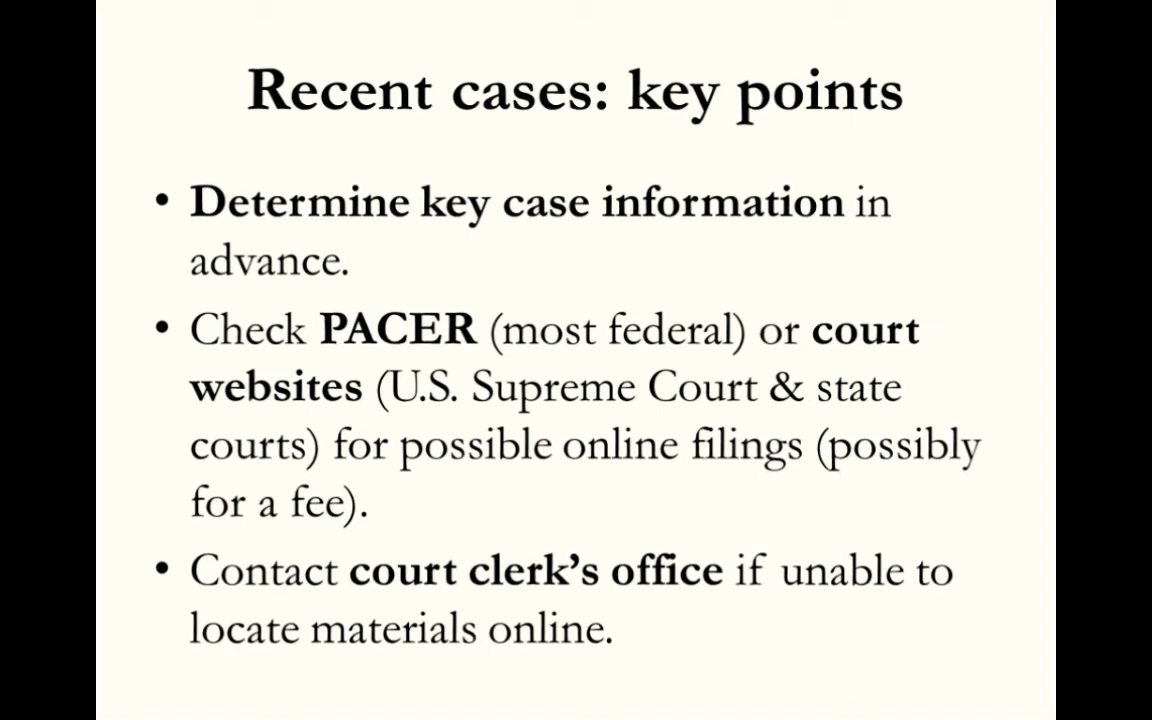 Recent cases: key points
• Determine key case information in
advance.
• Check PACER (most federal) or court
websites (U.S. Supreme Court & state
courts) for possible online filings (possibly
for a fee).
• Contact court clerk’s office if unable to
locate materials online.